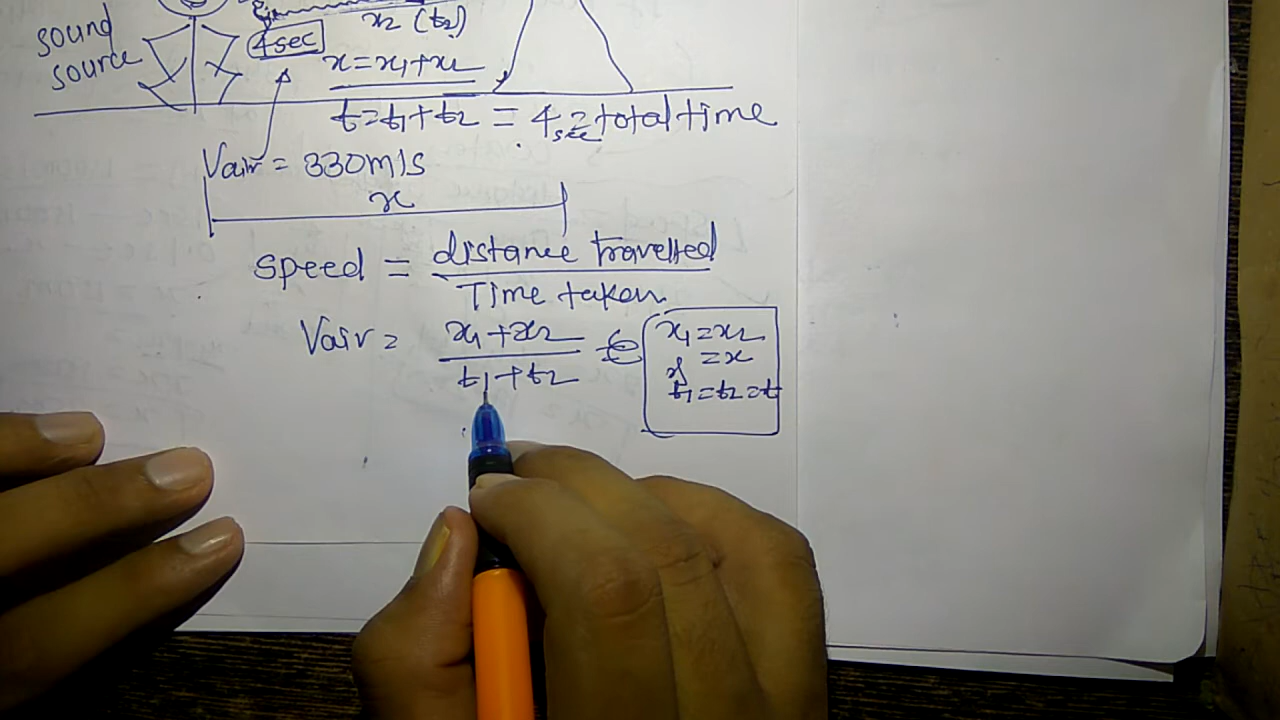 sound
source
4sec
x2 (t2)
x=x1+x2
t=t1+t2 = 4sec=total time
Vair = 330m/s
x
speed = distance travelled
Time taken
Vair = x1+x2
t1+t2
x1=x2
=x
t1=t2=t